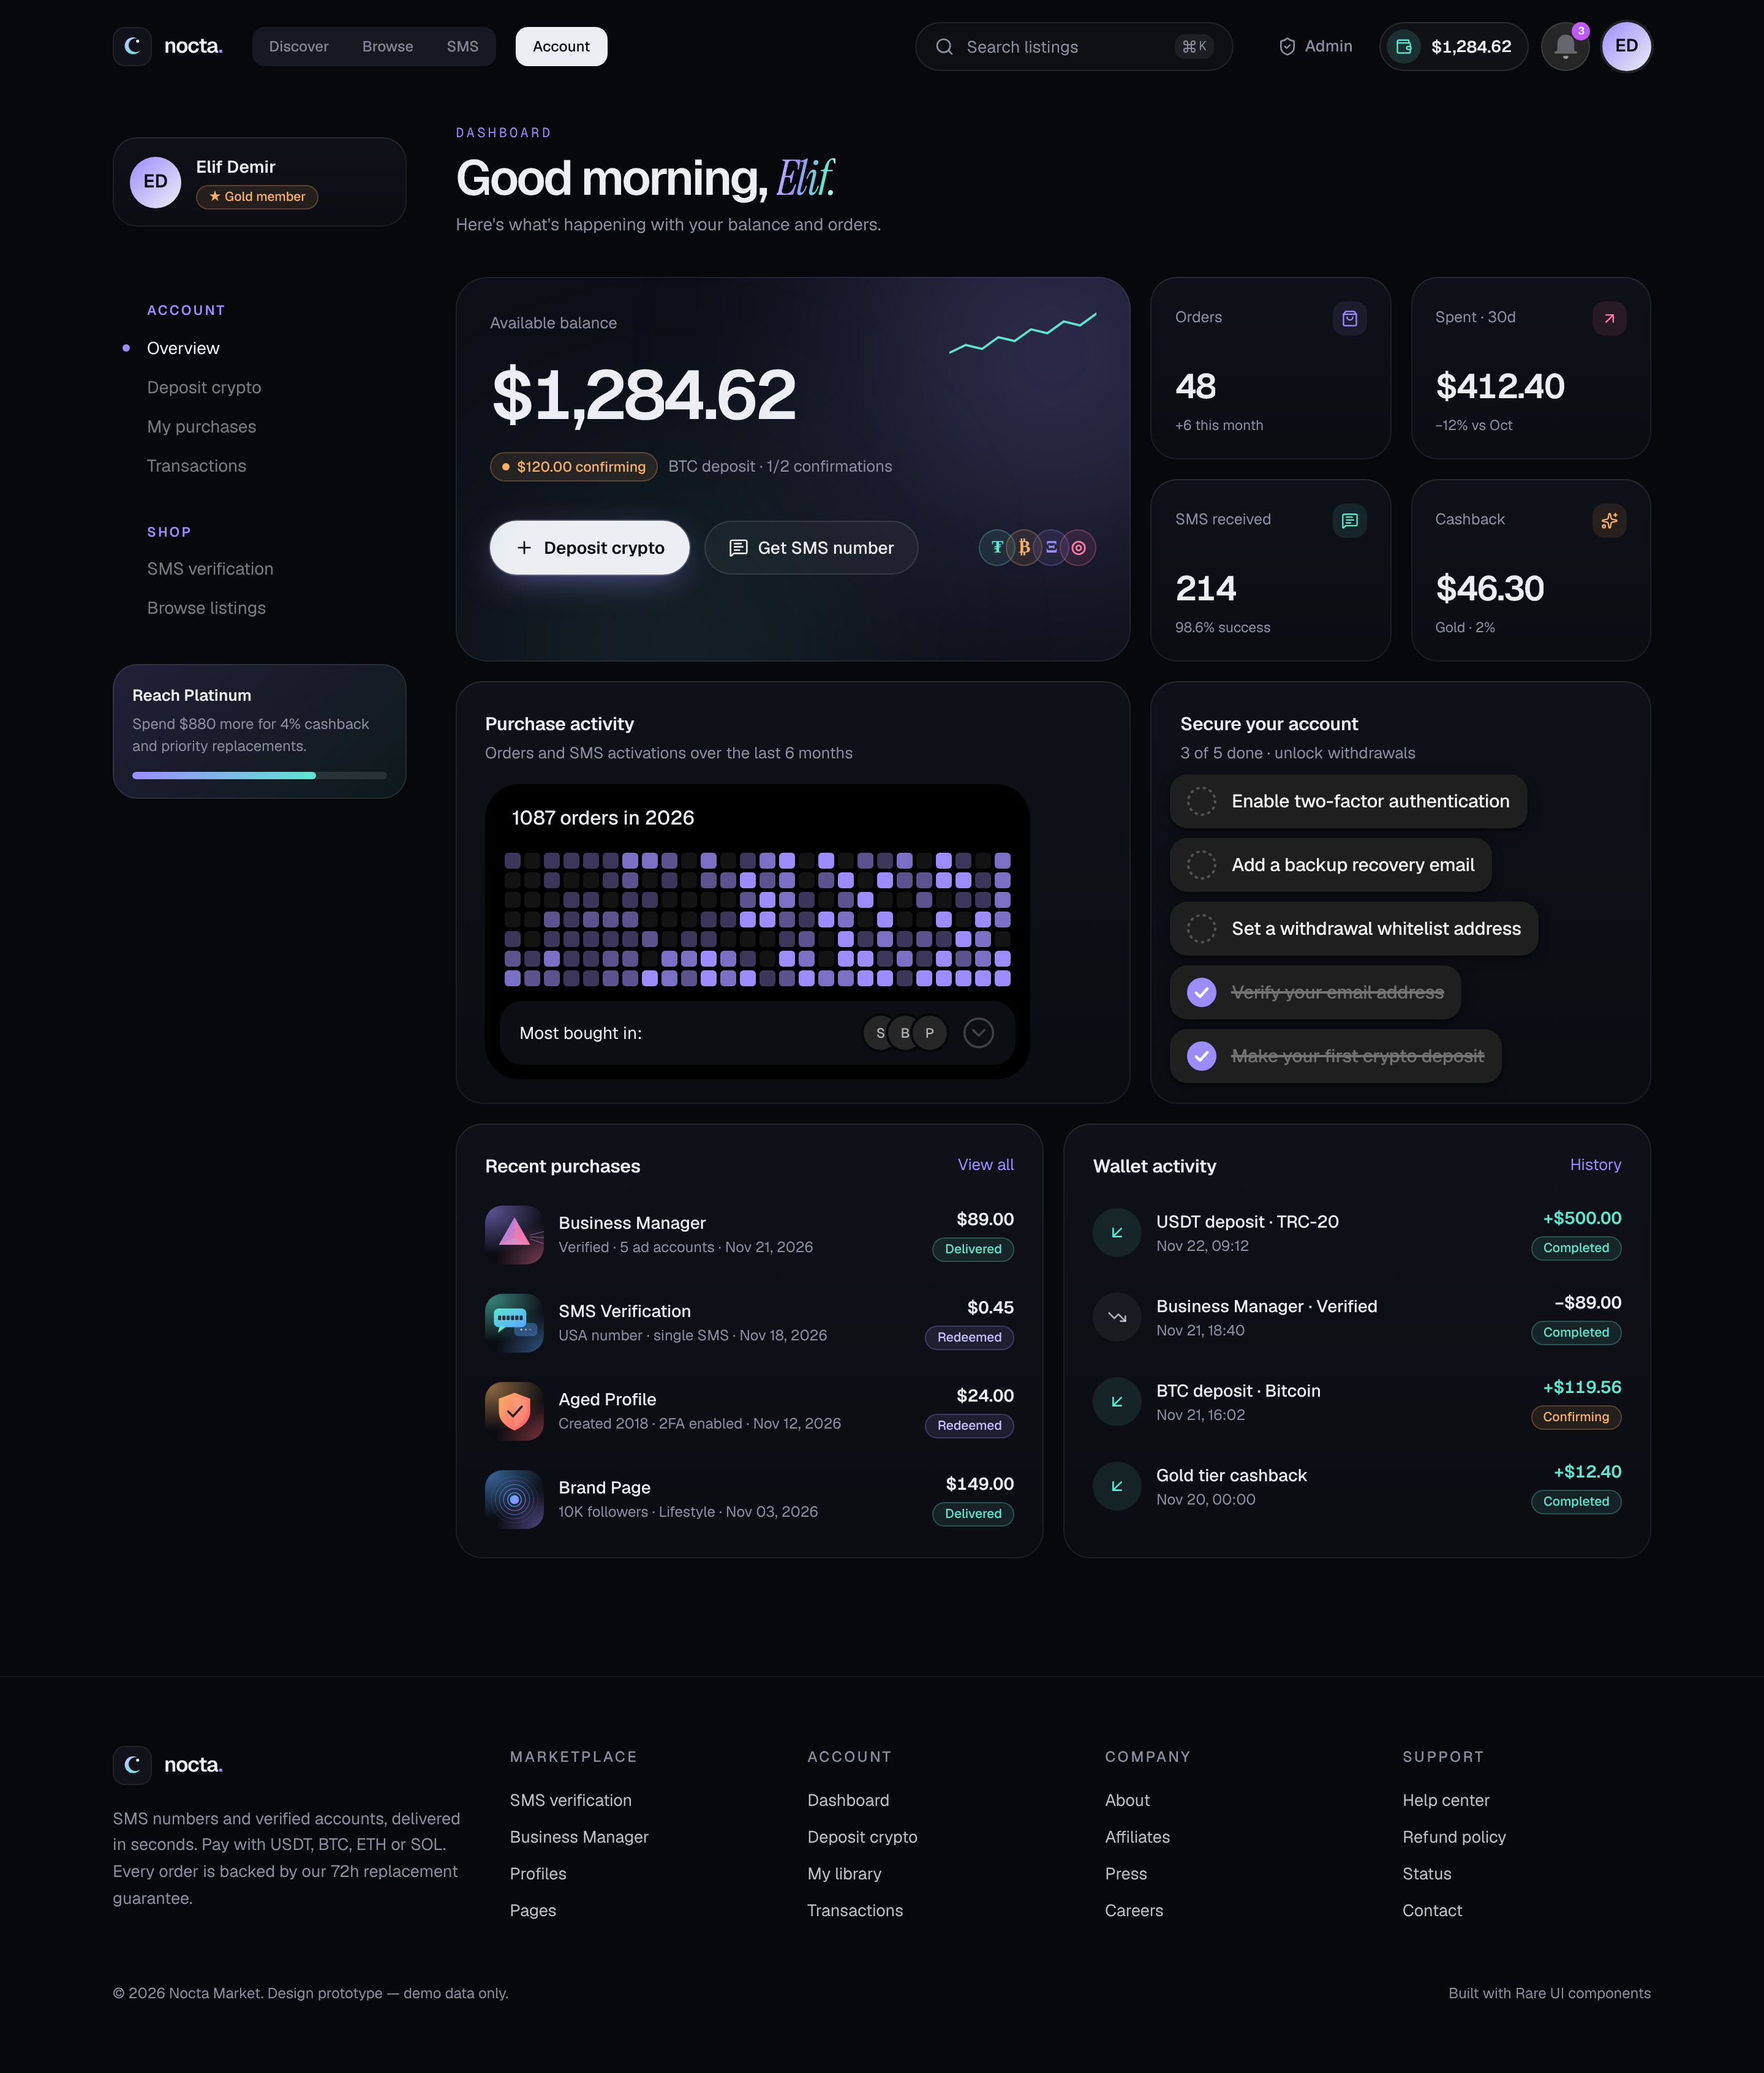 nocta.
Discover
Browse
SMS
Account
Search listings
⌘K
Admin
$1,284.62
3
ED
ED
Elif Demir
★ Gold member
ACCOUNT
Overview
Deposit crypto
My purchases
Transactions
SHOP
SMS verification
Browse listings
Reach Platinum
Spend $880 more for 4% cashback
and priority replacements.
DASHBOARD
Good morning, Elif.
Here's what's happening with your balance and orders.
Available balance
$1,284.62
$120.00 confirming
BTC deposit · 1/2 confirmations
Deposit crypto
Get SMS number
₮
₿
Ξ
◎
Orders
48
+6 this month
Spent · 30d
$412.40
−12% vs Oct
SMS received
214
98.6% success
Cashback
$46.30
Gold · 2%
Purchase activity
Orders and SMS activations over the last 6 months
1087 orders in 2026
Most bought in:
S
B
P
Secure your account
3 of 5 done · unlock withdrawals
Enable two-factor authentication
Add a backup recovery email
Set a withdrawal whitelist address
Verify your email address
Make your first crypto deposit
Recent purchases
View all
Business Manager
$89.00
Verified · 5 ad accounts · Nov 21, 2026
Delivered
SMS Verification
$0.45
USA number · single SMS · Nov 18, 2026
Redeemed
Aged Profile
$24.00
Created 2018 · 2FA enabled · Nov 12, 2026
Redeemed
Brand Page
$149.00
10K followers · Lifestyle · Nov 03, 2026
Delivered
Wallet activity
History
USDT deposit · TRC-20
+$500.00
Nov 22, 09:12
Completed
Business Manager · Verified
−$89.00
Nov 21, 18:40
Completed
BTC deposit · Bitcoin
+$119.56
Nov 21, 16:02
Confirming
Gold tier cashback
+$12.40
Nov 20, 00:00
Completed
nocta.
SMS numbers and verified accounts, delivered
in seconds. Pay with USDT, BTC, ETH or SOL.
Every order is backed by our 72h replacement
guarantee.
MARKETPLACE
SMS verification
Business Manager
Profiles
Pages
ACCOUNT
Dashboard
Deposit crypto
My library
Transactions
COMPANY
About
Affiliates
Press
Careers
SUPPORT
Help center
Refund policy
Status
Contact
© 2026 Nocta Market. Design prototype — demo data only.
Built with Rare UI components